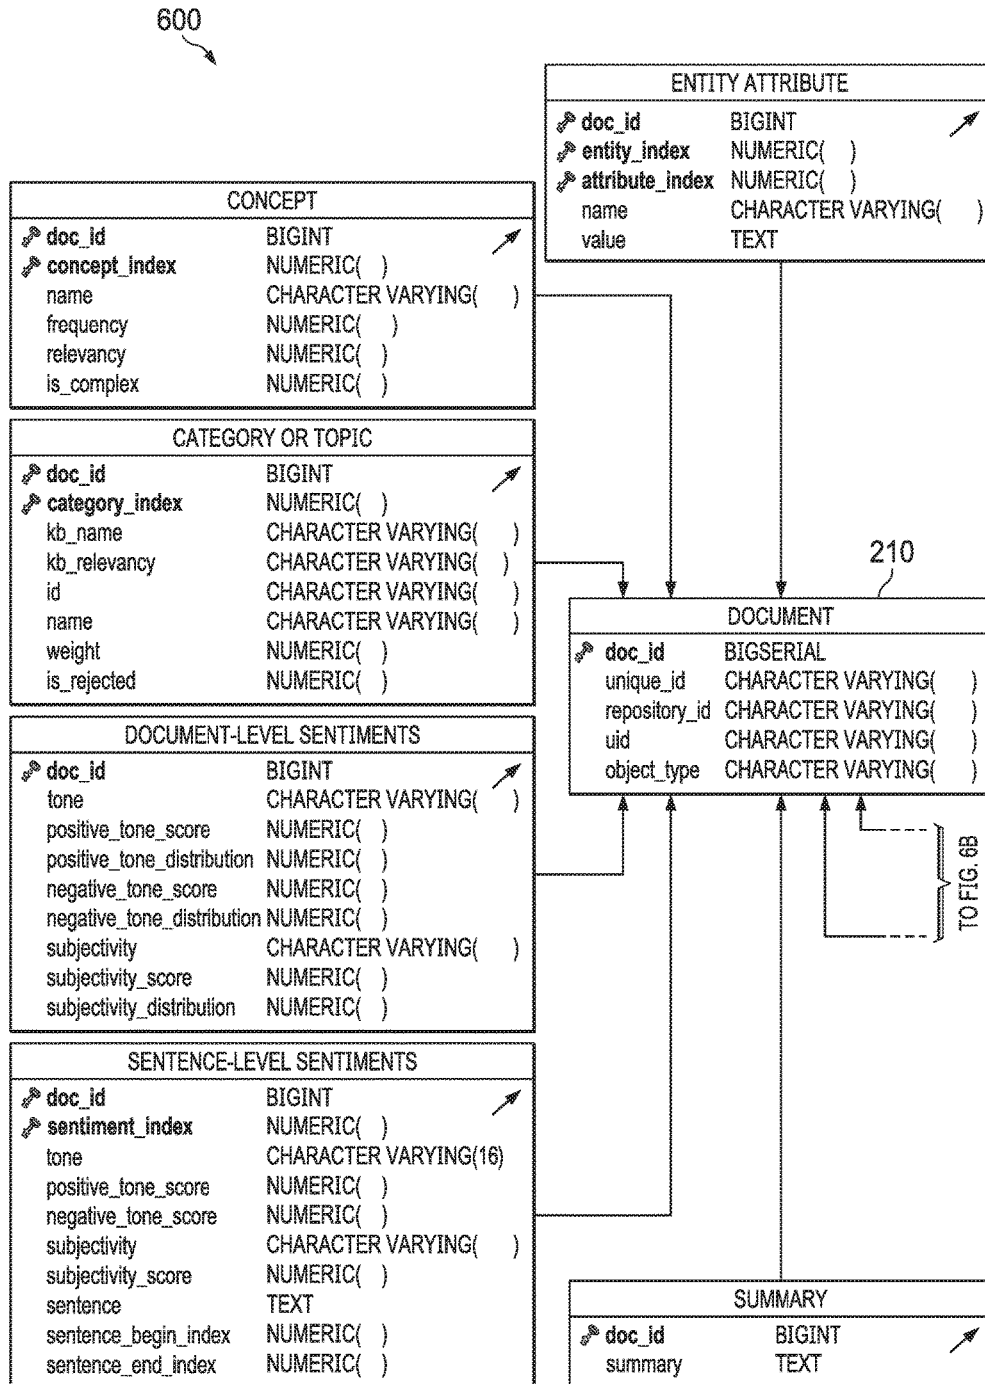 600
ENTITY ATTRIBUTE
doc_id BIGINT
entity_index NUMERIC( )
attribute_index NUMERIC( )
name CHARACTER VARYING( )
value TEXT
CONCEPT
doc_id BIGINT
concept_index NUMERIC( )
name CHARACTER VARYING( )
frequency NUMERIC( )
relevancy NUMERIC( )
is_complex NUMERIC( )
CATEGORY OR TOPIC
doc_id BIGINT
category_index NUMERIC( )
kb_name CHARACTER VARYING( )
kb_relevancy CHARACTER VARYING( )
id CHARACTER VARYING( )
name CHARACTER VARYING( )
weight NUMERIC( )
is_rejected NUMERIC( )
210
DOCUMENT
doc_id BIGSERIAL
unique_id CHARACTER VARYING( )
repository_id CHARACTER VARYING( )
uid CHARACTER VARYING( )
object_type CHARACTER VARYING( )
TO FIG. 6B
DOCUMENT-LEVEL SENTIMENTS
doc_id BIGINT
tone CHARACTER VARYING( )
positive_tone_score NUMERIC( )
positive_tone_distribution NUMERIC( )
negative_tone_score NUMERIC( )
negative_tone_distribution NUMERIC( )
subjectivity CHARACTER VARYING( )
subjectivity_score NUMERIC( )
subjectivity_distribution NUMERIC( )
SENTENCE-LEVEL SENTIMENTS
doc_id BIGINT
sentiment_index NUMERIC( )
tone CHARACTER VARYING(16)
positive_tone_score NUMERIC( )
negative_tone_score NUMERIC( )
subjectivity CHARACTER VARYING( )
subjectivity_score NUMERIC( )
sentence TEXT
sentence_begin_index NUMERIC( )
sentence_end_index NUMERIC( )
SUMMARY
doc_id BIGINT
summary TEXT